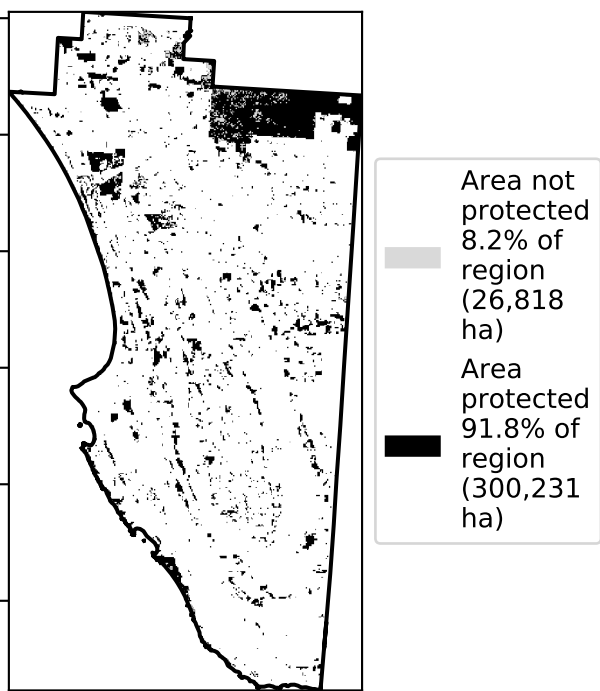 Area not
protected
8.2% of
region
(26,818
ha)
Area
protected
91.8% of
region
(300,231
ha)